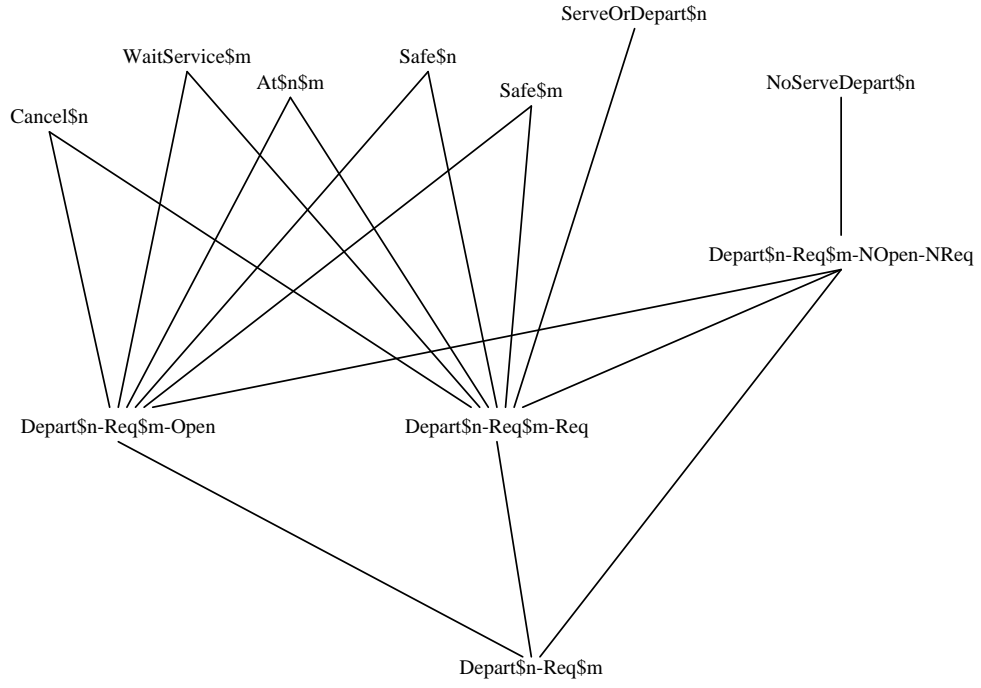 ServeOrDepart$n
WaitService$m
Safe$n
At$n$m
NoServeDepart$n
Safe$m
Cancel$n
Depart$n-Req$m-NOpen-NReq
Depart$n-Req$m-Open
Depart$n-Req$m-Req
Depart$n-Req$m